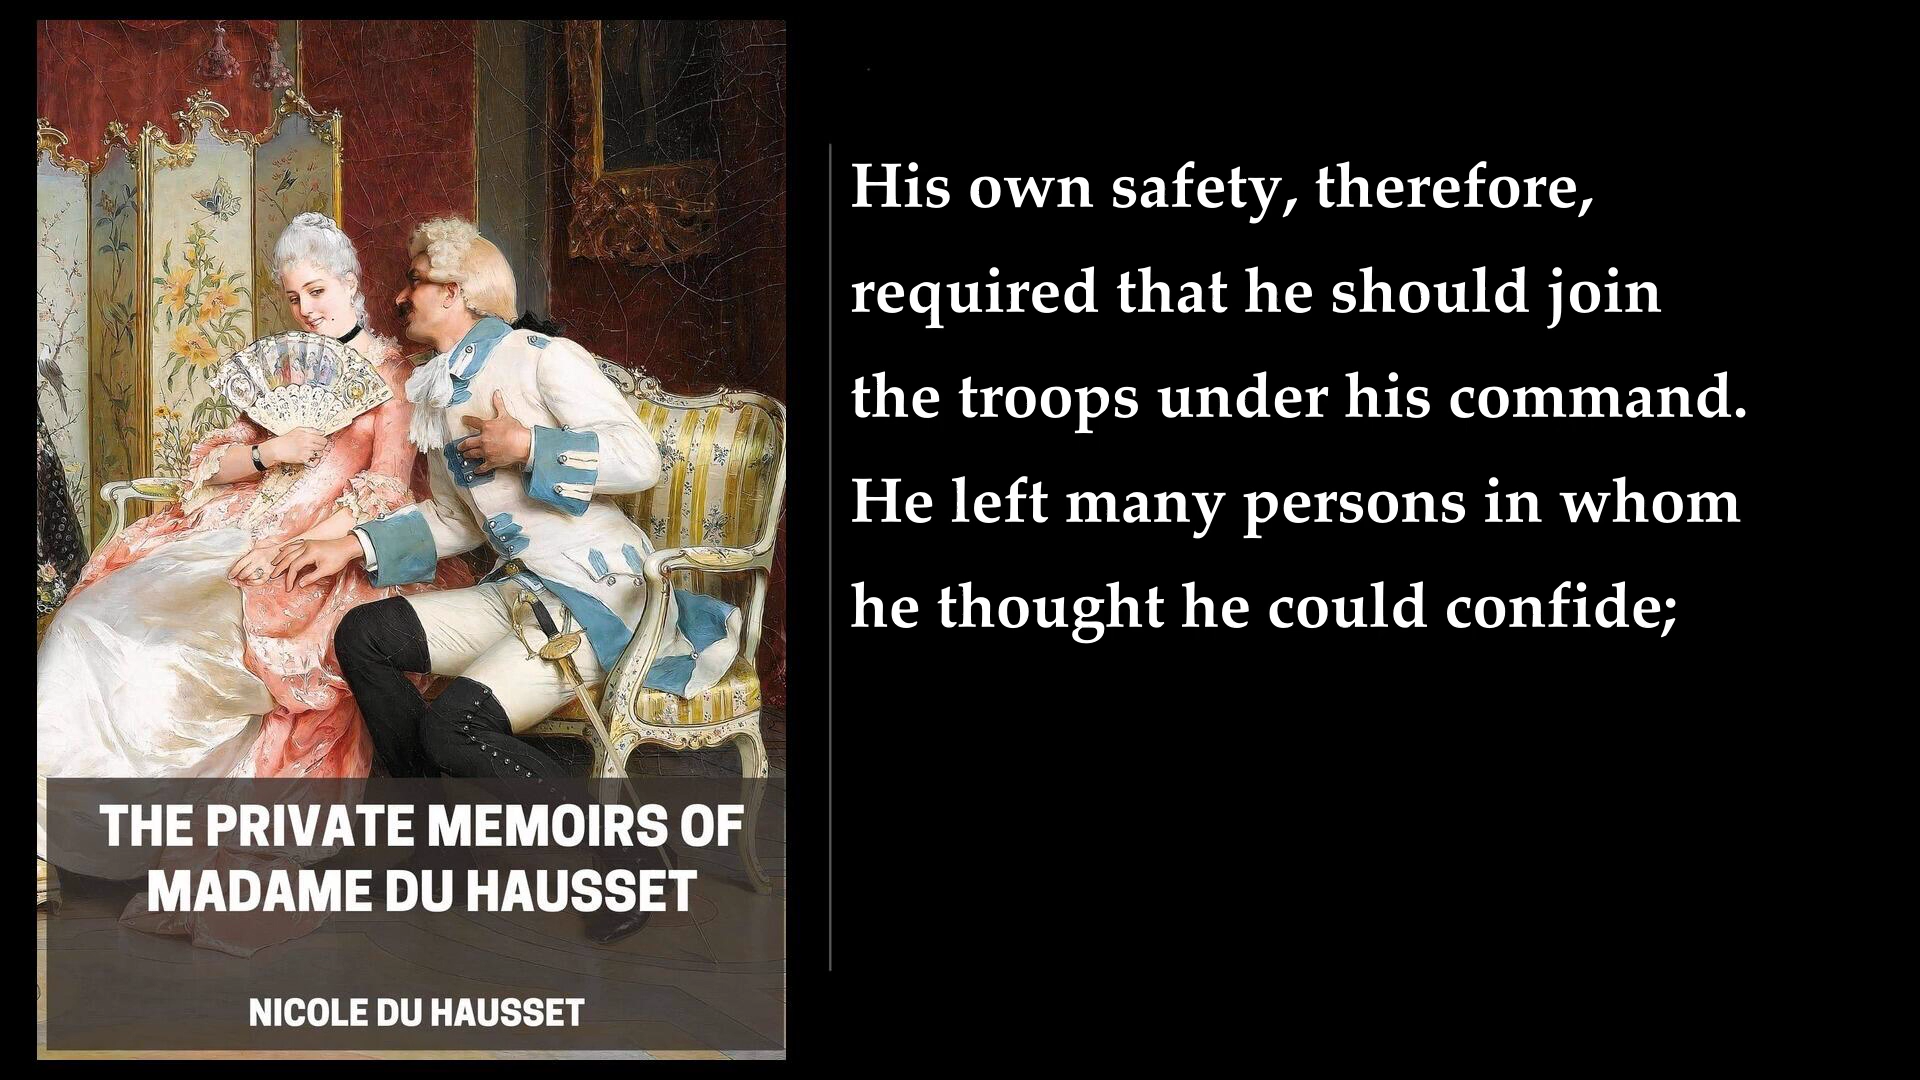 His own safety, therefore,
required that he should join
the troops under his command.
He left many persons in whom
he thought he could confide;
THE PRIVATE MEMOIRS OF
MADAME DU HAUSSET
NICOLE DU HAUSSET